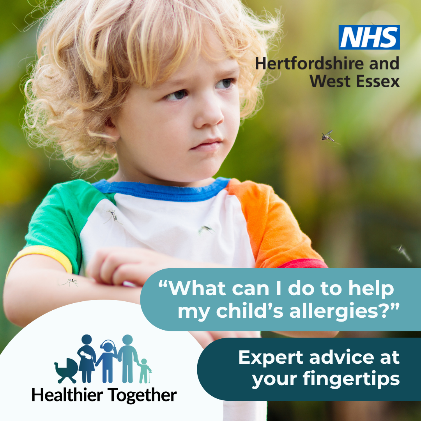 NHS
Hertfordshire and
West Essex
“What can I do to help
my child’s allergies?”
Expert advice at
your fingertips
Healthier Together